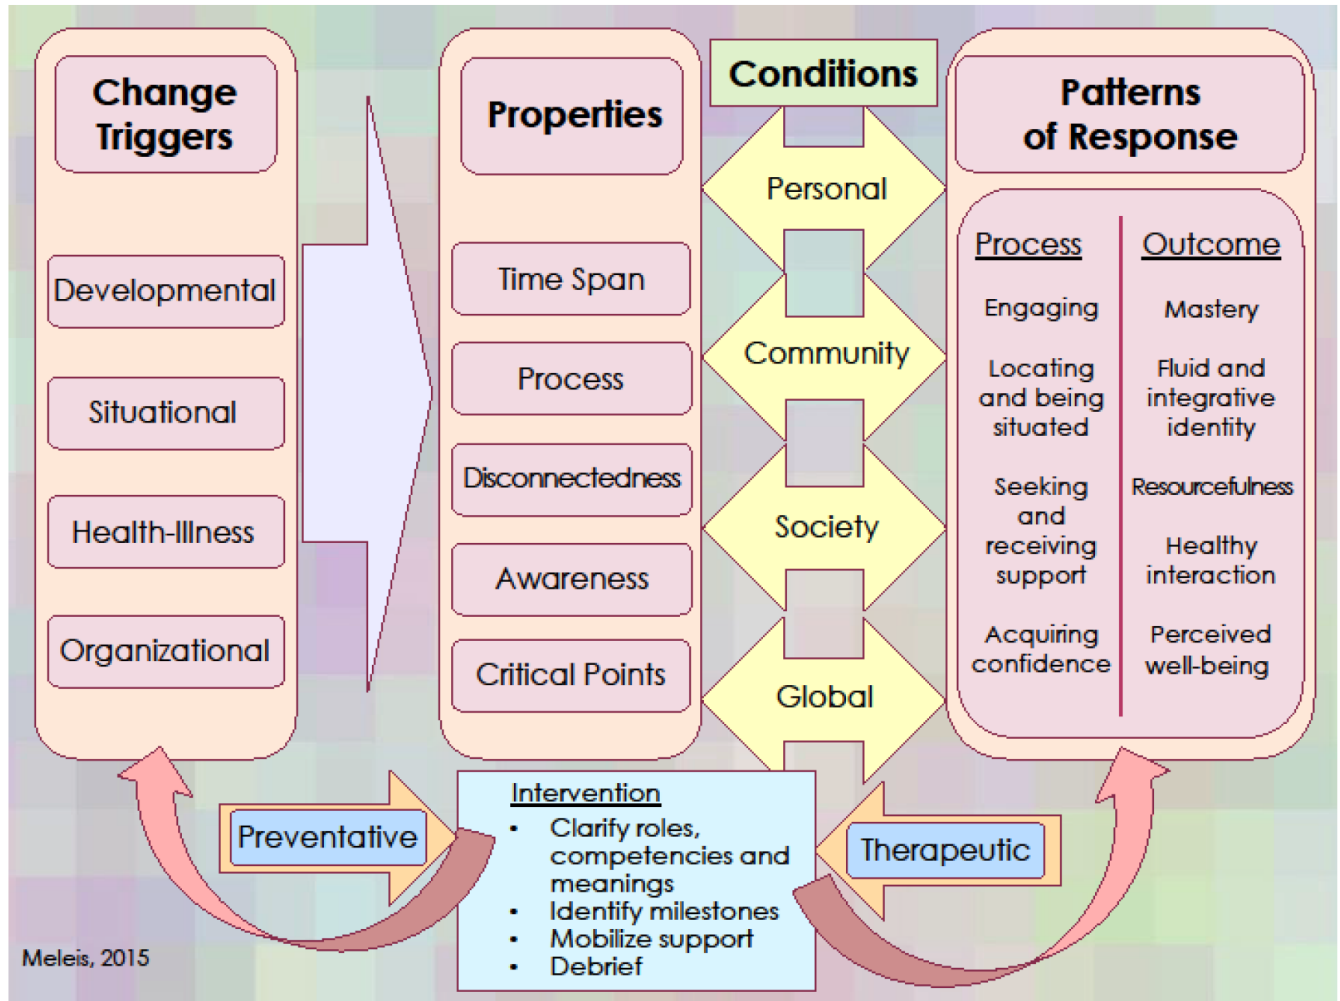 Change
Triggers
Developmental
Situational
Health-Illness
Organizational
Properties
Time Span
Process
Disconnectedness
Awareness
Critical Points
Conditions
Personal
Community
Society
Global
Patterns
of Response
Process
Engaging
Locating
and being
situated
Seeking
and
receiving
support
Acquiring
confidence
Outcome
Mastery
Fluid and
integrative
identity
Resourcefulness
Healthy
interaction
Perceived
well-being
Preventative
Intervention
• Clarify roles,
competencies and
meanings
• Identify milestones
• Mobilize support
• Debrief
Therapeutic
Meleis, 2015